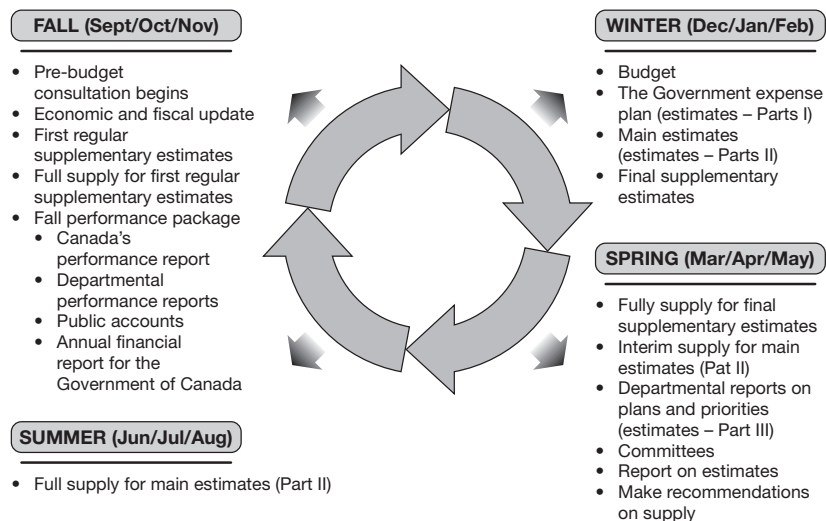 FALL (Sept/Oct/Nov)
• Pre-budget
consultation begins
• Economic and fiscal update
• First regular
supplementary estimates
• Full supply for first regular
supplementary estimates
• Fall performance package
• Canada's
performance report
• Departmental
performance reports
• Public accounts
• Annual financial
report for the
Government of Canada
WINTER (Dec/Jan/Feb)
• Budget
• The Government expense
plan (estimates – Parts I)
• Main estimates
(estimates – Parts II)
• Final supplementary
estimates
SPRING (Mar/Apr/May)
• Fully supply for final
supplementary estimates
• Interim supply for main
estimates (Pat II)
• Departmental reports on
plans and priorities
(estimates – Part III)
• Committees
• Report on estimates
• Make recommendations
on supply
SUMMER (Jun/Jul/Aug)
• Full supply for main estimates (Part II)